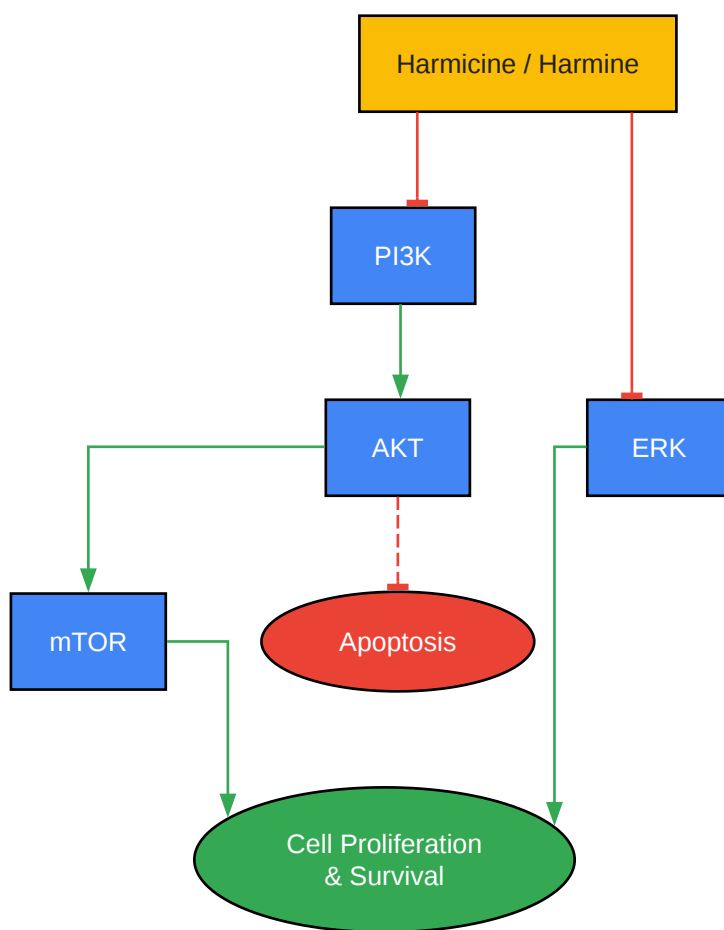 Harmicine / Harmine
PI3K
AKT
ERK
mTOR
Apoptosis
Cell Proliferation
& Survival